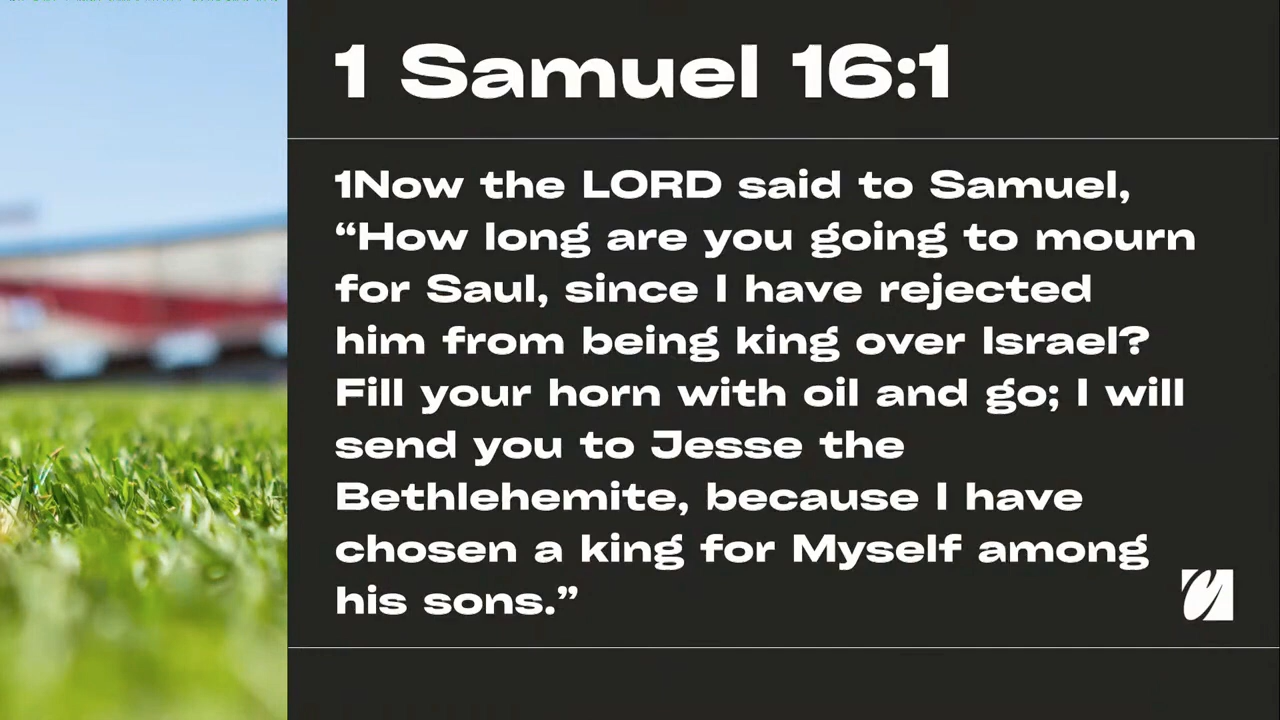 1 Samuel 16:1
1Now the LORD said to Samuel,
“How long are you going to mourn
for Saul, since I have rejected
him from being king over Israel?
Fill your horn with oil and go; I will
send you to Jesse the
Bethlehemite, because I have
chosen a king for Myself among
his sons.”